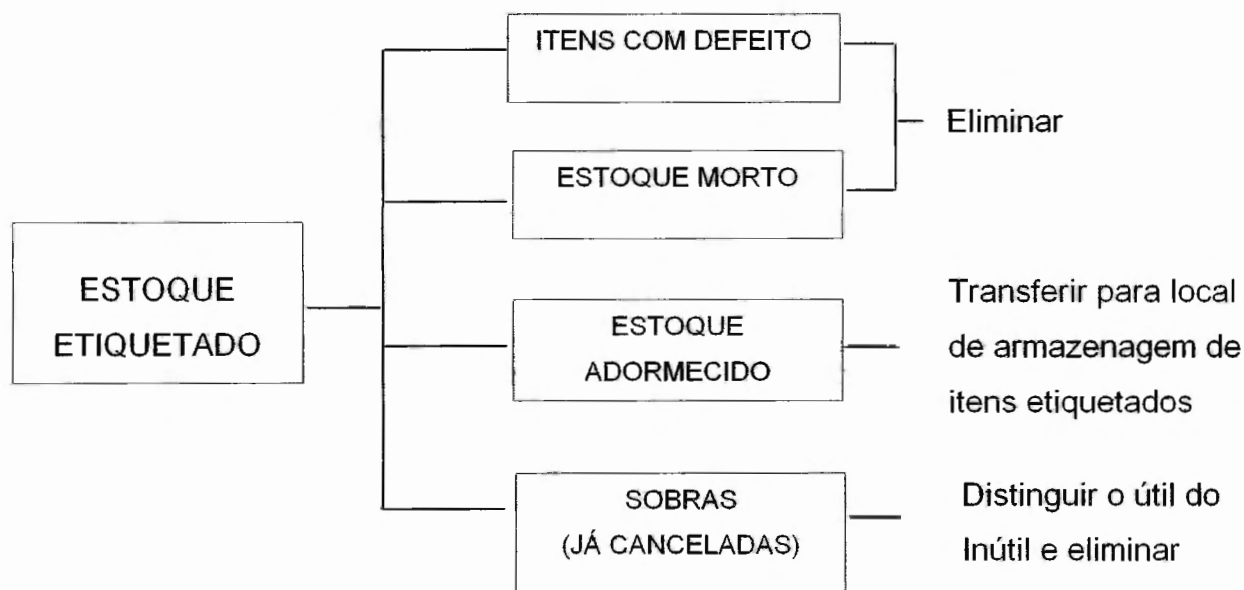 ITENS COM DEFEITO
Eliminar
ESTOQUE MORTO
ESTOQUE
ETIQUETADO
ESTOQUE
ADORMECIDO
Transferir para local
de armazenagem de
itens etiquetados
SOBRAS
(JÁ CANCELADAS)
Distinguir o útil do
Inútil e eliminar